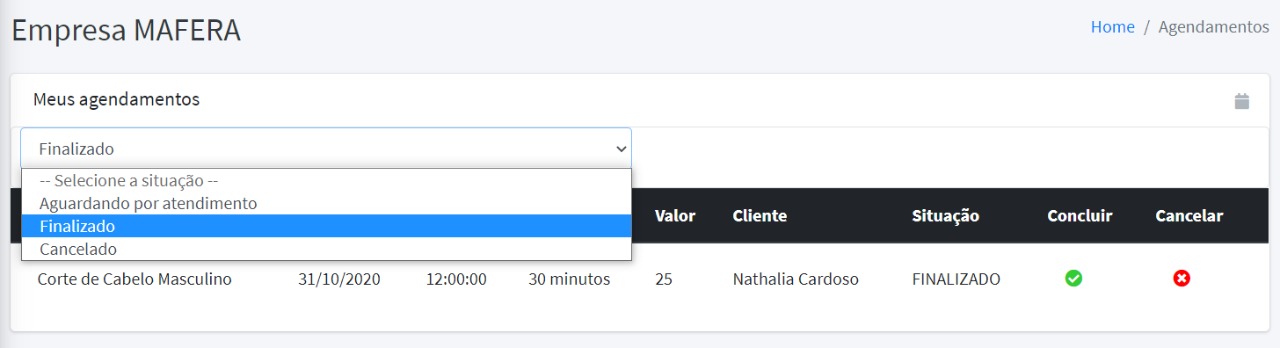 Empresa MAFERA
Home / Agendamentos
Meus agendamentos
Finalizado
-- Selecione a situação --
Aguardando por atendimento
Finalizado
Cancelado
Valor Cliente Situação Concluir Cancelar
Corte de Cabelo Masculino 31/10/2020 12:00:00 30 minutos 25 Nathalia Cardoso FINALIZADO